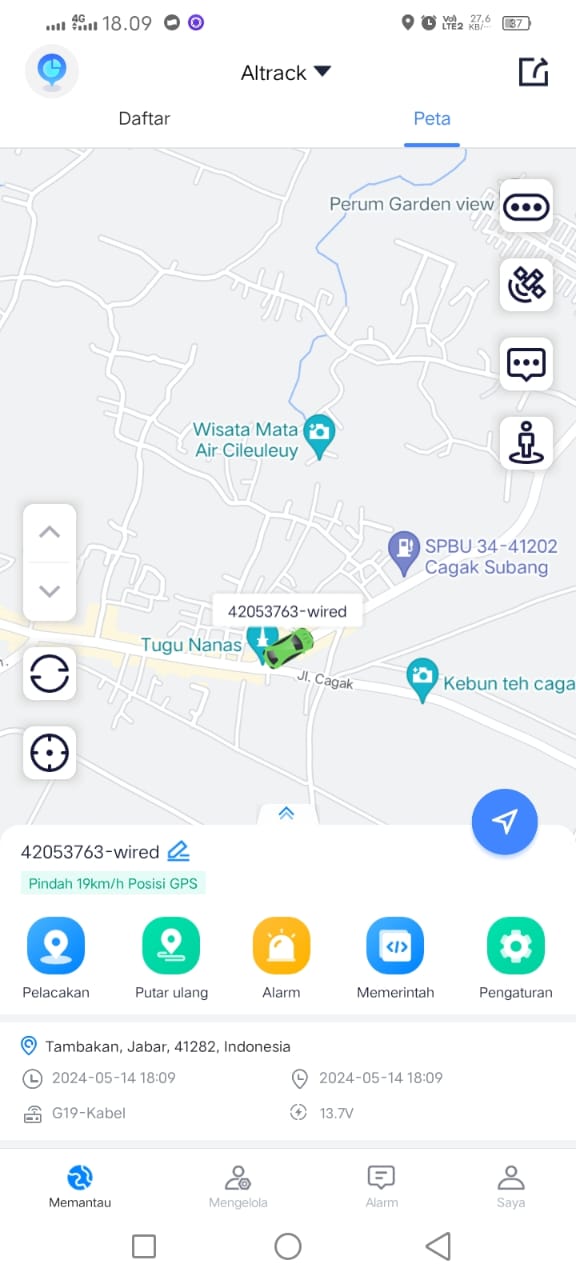 4G 18.09 Vo) LTE2 27,6 KB/... 87
Altrack
Daftar Peta
Perum Garden view
Wisata Mata
Air Cileuleuy
SPBU 34-41202
Cagak Subang
42053763-wired
Tugu Nanas
Jl. Cagak
Kebun teh caga
42053763-wired
Pindah 19km/h Posisi GPS
Pelacakan Putar ulang Alarm Memerintah Pengaturan
Tambakan, Jabar, 41282, Indonesia
2024-05-14 18:09 2024-05-14 18:09
G19-Kabel 13.7V
Memantau Mengelola Alarm Saya